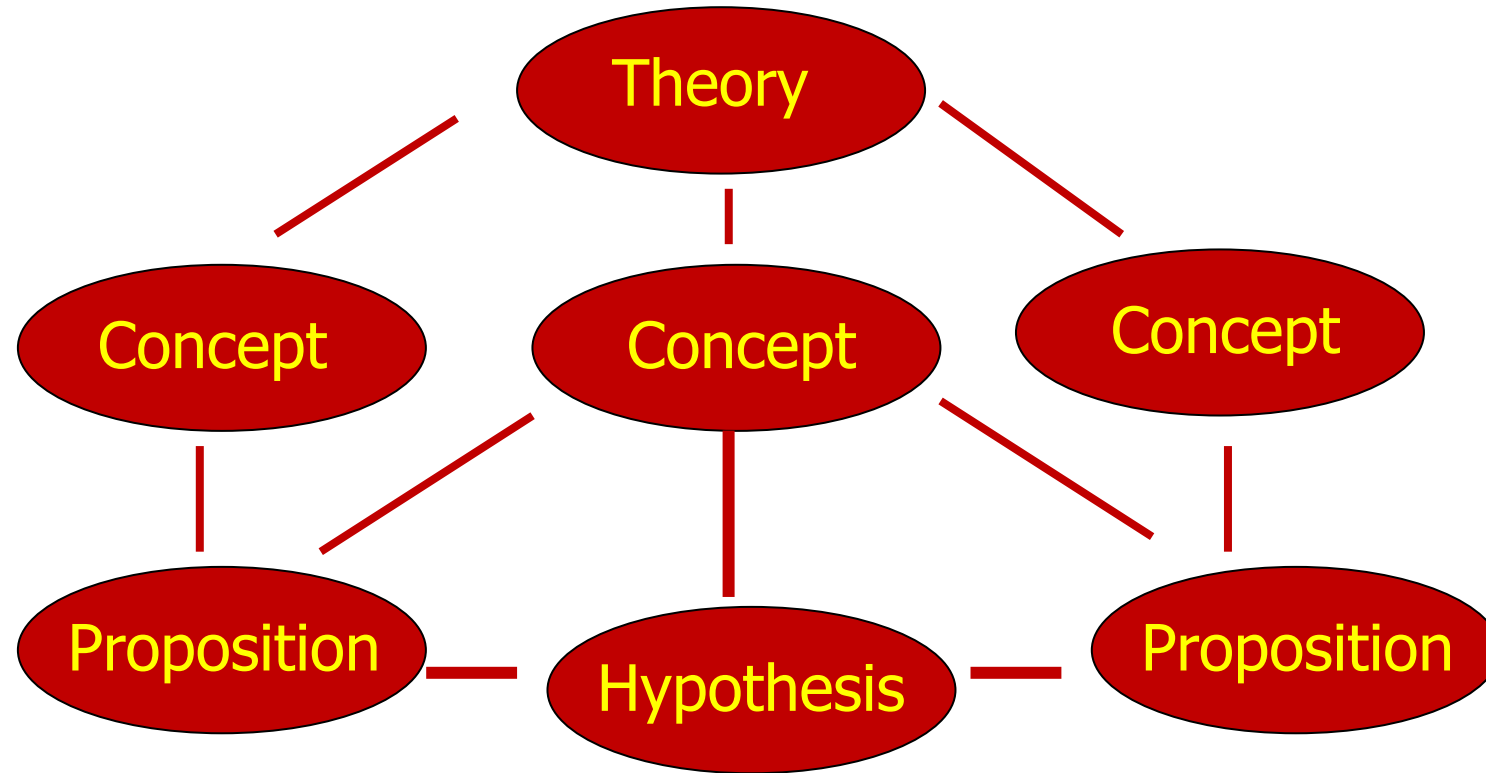 Theory
Concept
Concept
Concept
Proposition
Hypothesis
Proposition